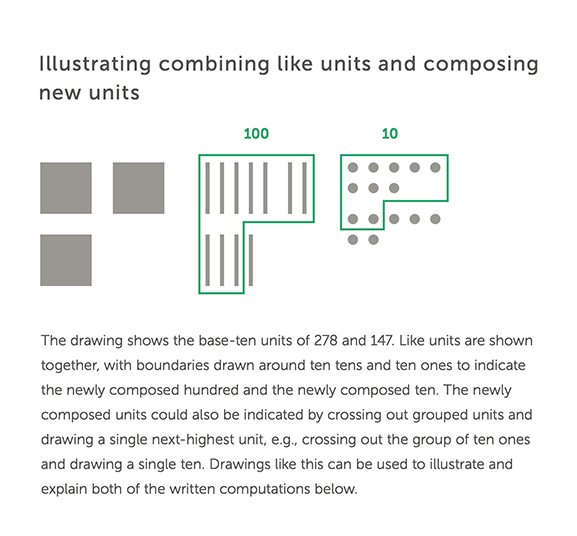 Illustrating combining like units and composing
new units
100 10
The drawing shows the base-ten units of 278 and 147. Like units are shown
together, with boundaries drawn around ten tens and ten ones to indicate
the newly composed hundred and the newly composed ten. The newly
composed units could also be indicated by crossing out grouped units and
drawing a single next-highest unit, e.g., crossing out the group of ten ones
and drawing a single ten. Drawings like this can be used to illustrate and
explain both of the written computations below.